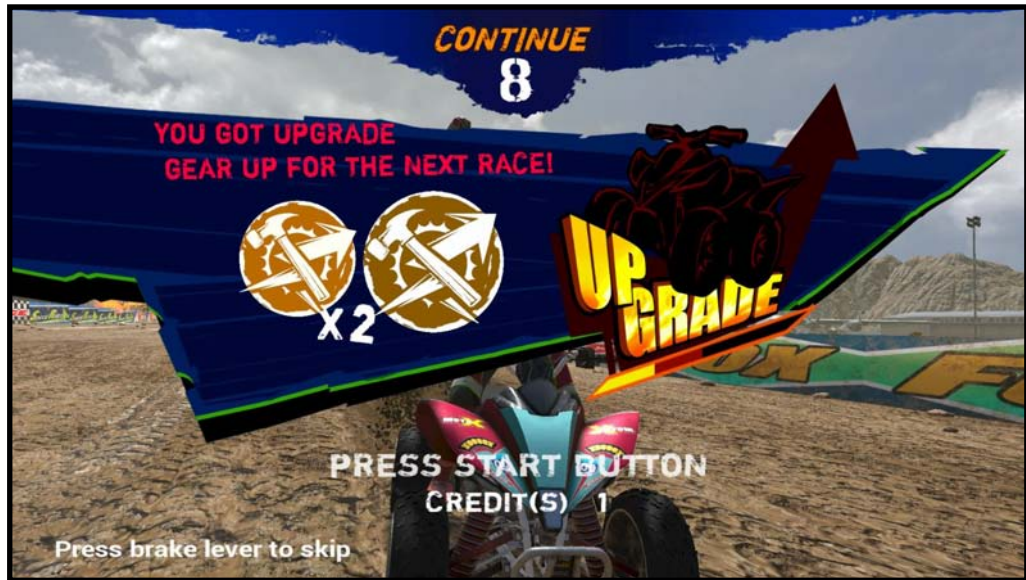 CONTINUE
8
YOU GOT UPGRADE
GEAR UP FOR THE NEXT RACE!
X2
UP
GRADE
PRESS START BUTTON
CREDIT(S) 1
Press brake lever to skip